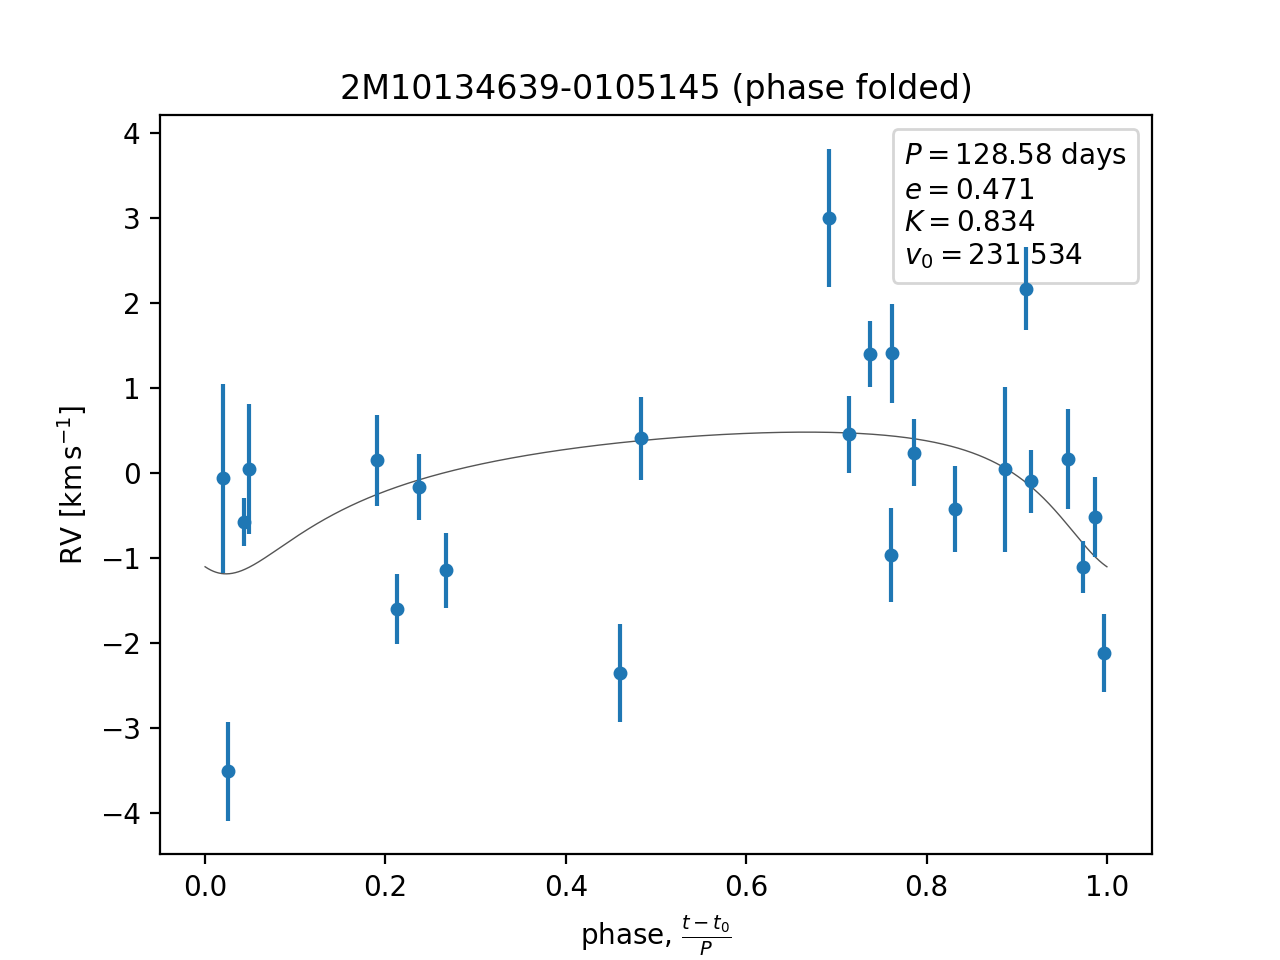 2M10134639-0105145 (phase folded)
P = 128.58 days
e = 0.471
K = 0.834
v₀ = 231.534
RV [km s⁻¹]
4
3
2
1
0
−1
−2
−3
−4
0.0 0.2 0.4 0.6 0.8 1.0
phase, (t − t₀)/P